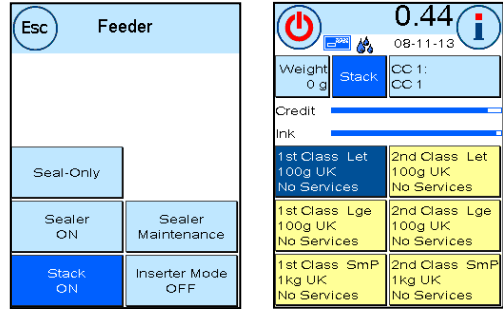 Esc
Feeder
Seal-Only
Sealer
ON
Sealer
Maintenance
Stack
ON
Inserter Mode
OFF
0.44
i
08-11-13
Weight
0 g
Stack
CC 1:
CC 1
Credit
Ink
1st Class Let
100g UK
No Services
2nd Class Let
100g UK
No Services
1st Class Lge
100g UK
No Services
2nd Class Lge
100g UK
No Services
1st Class SmP
1kg UK
No Services
2nd Class SmP
1kg UK
No Services